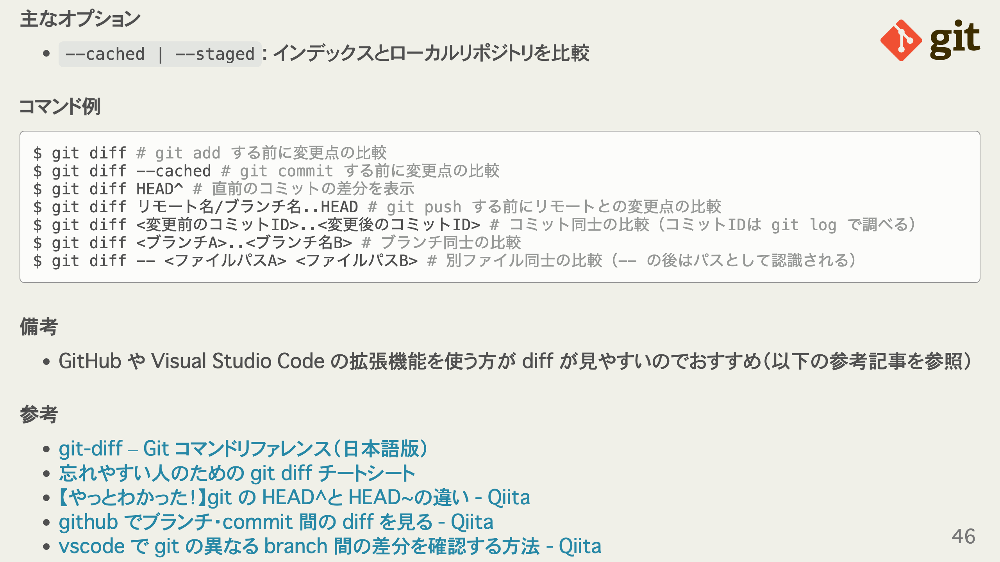 主なオプション
git
--cached | --staged : インデックスとローカルリポジトリを比較
コマンド例
$ git diff # git add する前に変更点の比較
$ git diff --cached # git commit する前に変更点の比較
$ git diff HEAD^ # 直前のコミットの差分を表示
$ git diff リモート名/ブランチ名..HEAD # git push する前にリモートとの変更点の比較
$ git diff <変更前のコミットID>..<変更後のコミットID> # コミット同士の比較（コミットIDは git log で調べる）
$ git diff <ブランチA>..<ブランチ名B> # ブランチ同士の比較
$ git diff -- <ファイルパスA> <ファイルパスB> # 別ファイル同士の比較（-- の後はパスとして認識される）
備考
GitHub や Visual Studio Code の拡張機能を使う方が diff が見やすいのでおすすめ（以下の参考記事を参照）
参考
git-diff – Git コマンドリファレンス（日本語版）
忘れやすい人のための git diff チートシート
【やっとわかった！】git の HEAD^と HEAD~の違い - Qiita
github でブランチ・commit 間の diff を見る - Qiita
vscode で git の異なる branch 間の差分を確認する方法 - Qiita
46